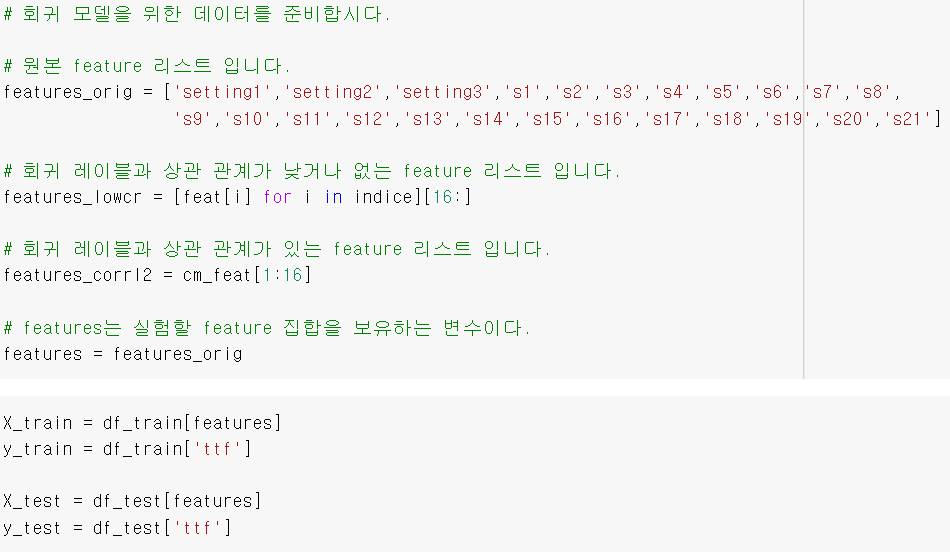 # 회귀 모델을 위한 데이터를 준비합시다.
# 원본 feature 리스트 입니다.
features_orig = ['setting1','setting2','setting3','s1','s2','s3','s4','s5','s6','s7','s8',
's9','s10','s11','s12','s13','s14','s15','s16','s17','s18','s19','s20','s21']
# 회귀 레이블과 상관 관계가 낮거나 없는 feature 리스트 입니다.
features_lowcr = [feat[i] for i in indice][16:]
# 회귀 레이블과 상관 관계가 있는 feature 리스트 입니다.
features_corrl2 = cm_feat[1:16]
# features는 실험할 feature 집합을 보유하는 변수이다.
features = features_orig
X_train = df_train[features]
y_train = df_train['ttf']
X_test = df_test[features]
y_test = df_test['ttf']